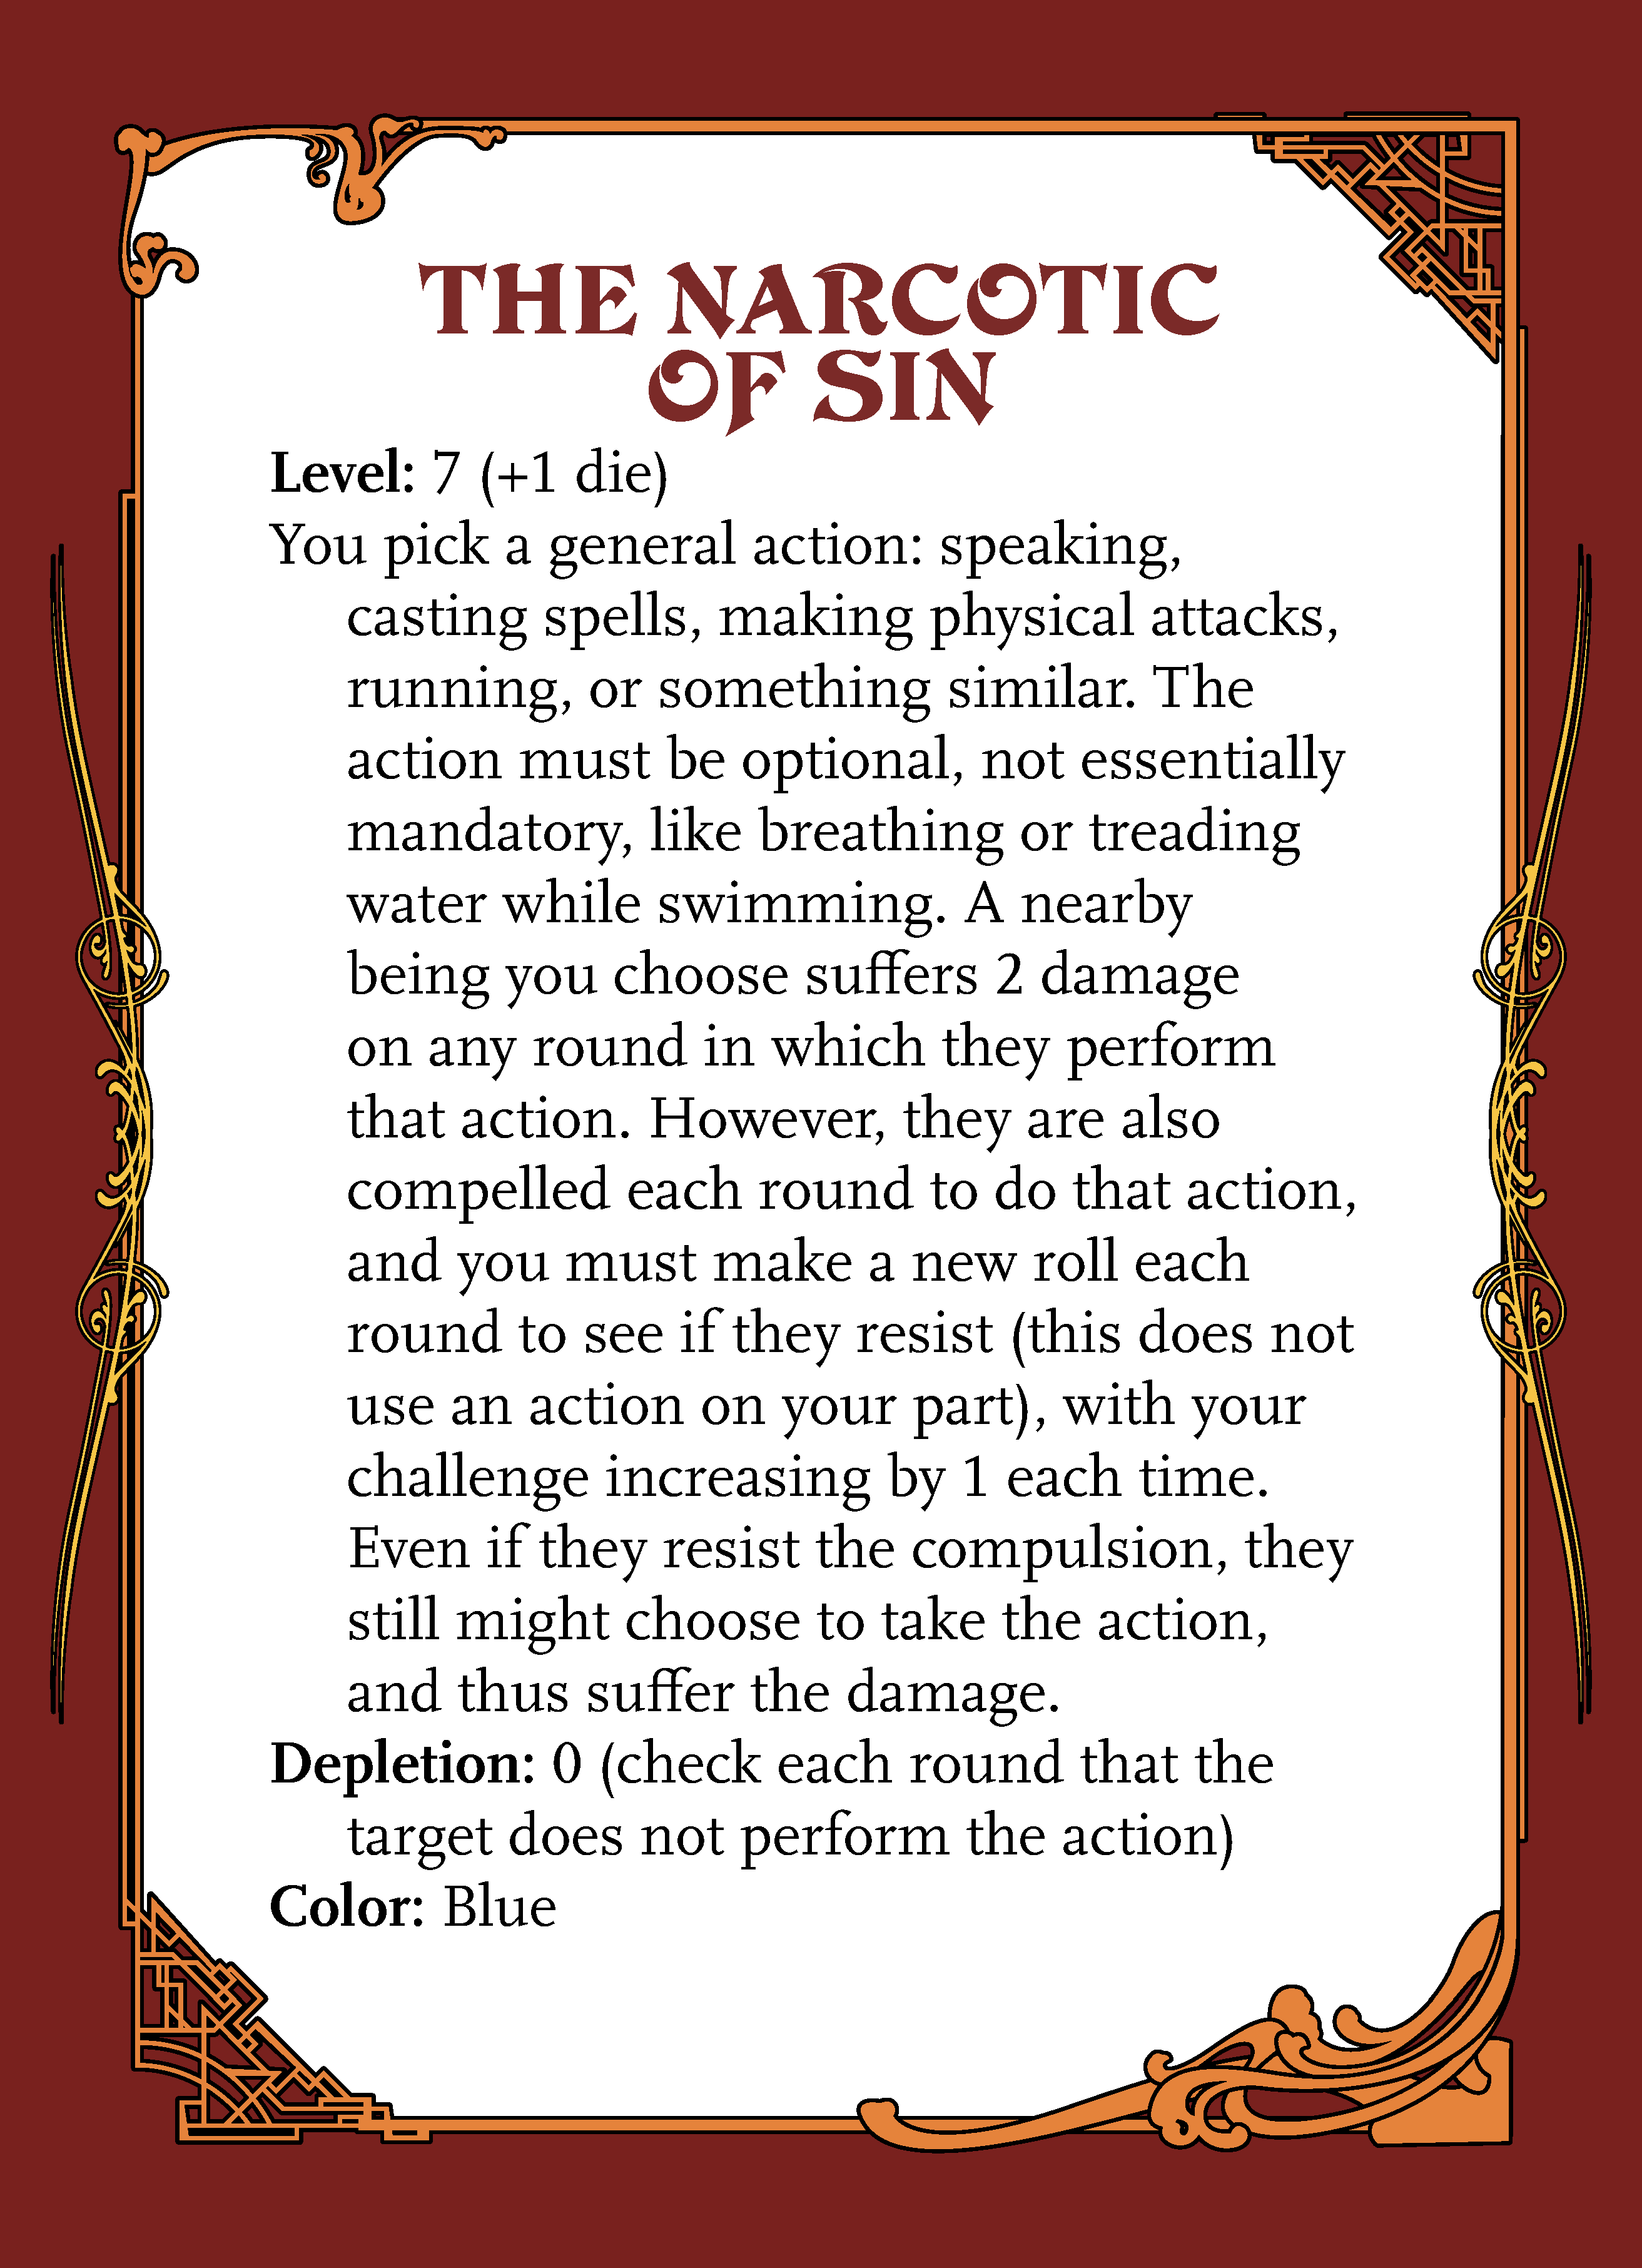 THE NARCOTIC
OF SIN
Level: 7 (+1 die)
You pick a general action: speaking,
casting spells, making physical attacks,
running, or something similar. The
action must be optional, not essentially
mandatory, like breathing or treading
water while swimming. A nearby
being you choose suffers 2 damage
on any round in which they perform
that action. However, they are also
compelled each round to do that action,
and you must make a new roll each
round to see if they resist (this does not
use an action on your part), with your
challenge increasing by 1 each time.
Even if they resist the compulsion, they
still might choose to take the action,
and thus suffer the damage.
Depletion: 0 (check each round that the
target does not perform the action)
Color: Blue